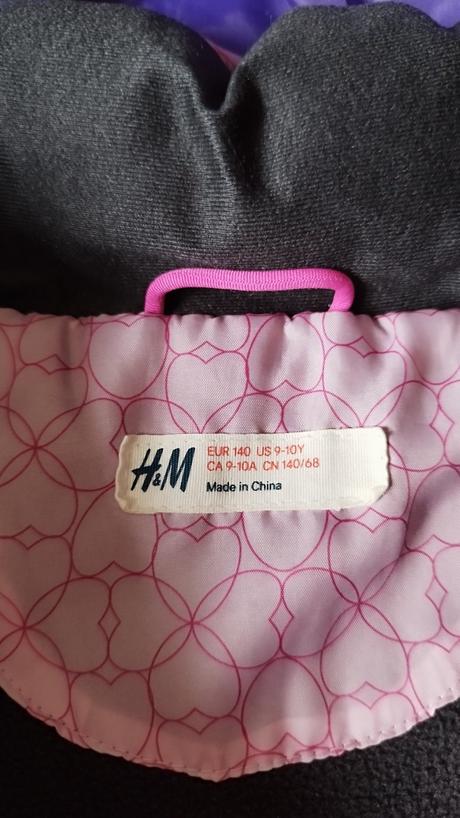 H&M
EUR 140 US 9-10Y
CA 9-10A CN 140/68
Made in China